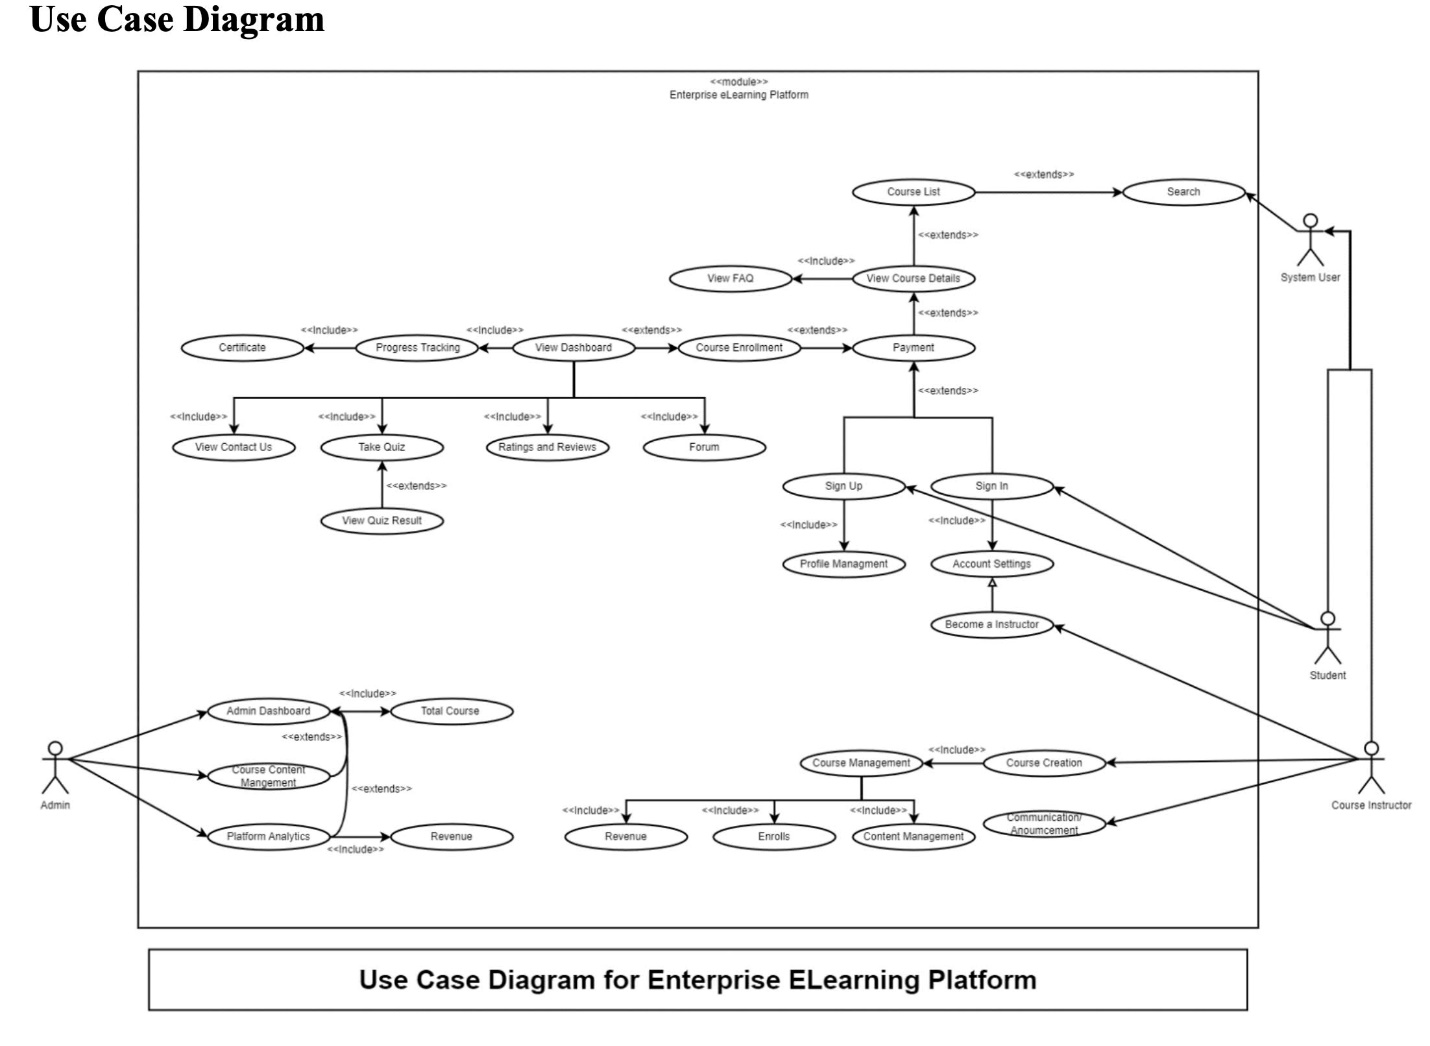 Use Case Diagram
<<module>>
Enterprise eLearning Platform
<<extends>>
Course List
Search
<<extends>>
<<Include>>
View FAQ
View Course Details
System User
<<extends>>
<<Include>>
<<Include>>
<<extends>>
<<extends>>
Certificate
Progress Tracking
View Dashboard
Course Enrollment
Payment
<<extends>>
<<Include>>
<<Include>>
<<Include>>
<<Include>>
View Contact Us
Take Quiz
Ratings and Reviews
Forum
<<extends>>
Sign Up
Sign In
View Quiz Result
<<Include>>
<<Include>>
Profile Managment
Account Settings
Become a Instructor
Student
<<Include>>
Admin Dashboard
Total Course
<<extends>>
<<Include>>
Course Management
Course Creation
Course Content
Mangement
<<extends>>
Admin
Course Instructor
<<Include>>
<<Include>>
<<Include>>
Communication/
Anoumcement
Platform Analytics
Revenue
Revenue
Enrolls
Content Management
<<Include>>
Use Case Diagram for Enterprise ELearning Platform